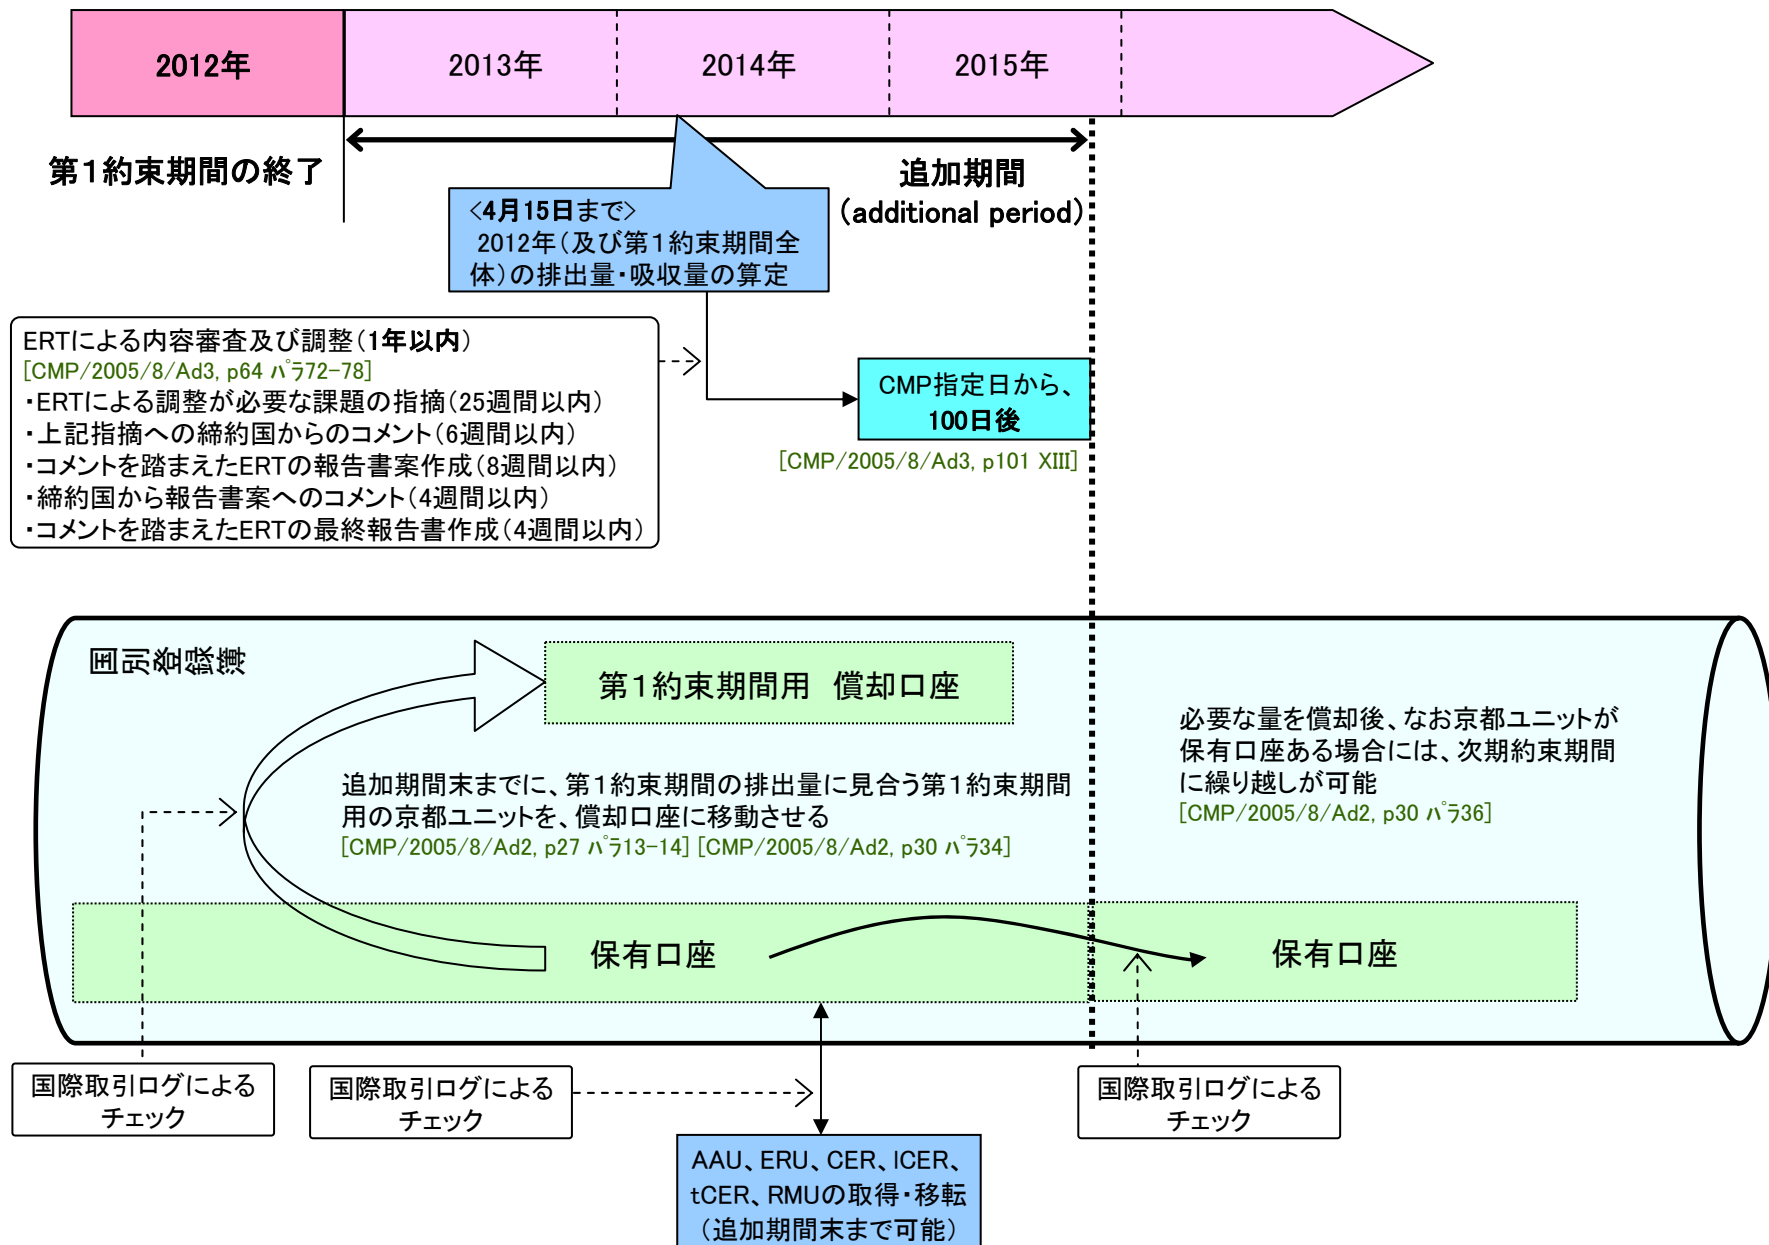 2012年
2013年
2014年
2015年
第1約束期間の終了
追加期間
(additional period)
<4月15日まで>
2012年(及び第1約束期間全
体)の排出量・吸収量の算定
ERTによる内容審査及び調整(1年以内)
[CMP/2005/8/Ad3, p64 パラ72-78]
・ERTによる調整が必要な課題の指摘(25週間以内)
・上記指摘への締約国からのコメント(6週間以内)
・コメントを踏まえたERTの報告書案作成(8週間以内)
・締約国から報告書案へのコメント(4週間以内)
・コメントを踏まえたERTの最終報告書作成(4週間以内)
CMP指定日から、
100日後
[CMP/2005/8/Ad3, p101 XIII]
国別登録簿
第1約束期間用 償却口座
追加期間末までに、第1約束期間の排出量に見合う第1約束期間
用の京都ユニットを、償却口座に移動させる
[CMP/2005/8/Ad2, p27 パラ13-14] [CMP/2005/8/Ad2, p30 パラ34]
必要な量を償却後、なお京都ユニットが
保有口座ある場合には、次期約束期間
に繰り越しが可能
[CMP/2005/8/Ad2, p30 パラ36]
保有口座
保有口座
国際取引ログによる
チェック
国際取引ログによる
チェック
国際取引ログによる
チェック
AAU、ERU、CER、lCER、
tCER、RMUの取得・移転
(追加期間末まで可能)